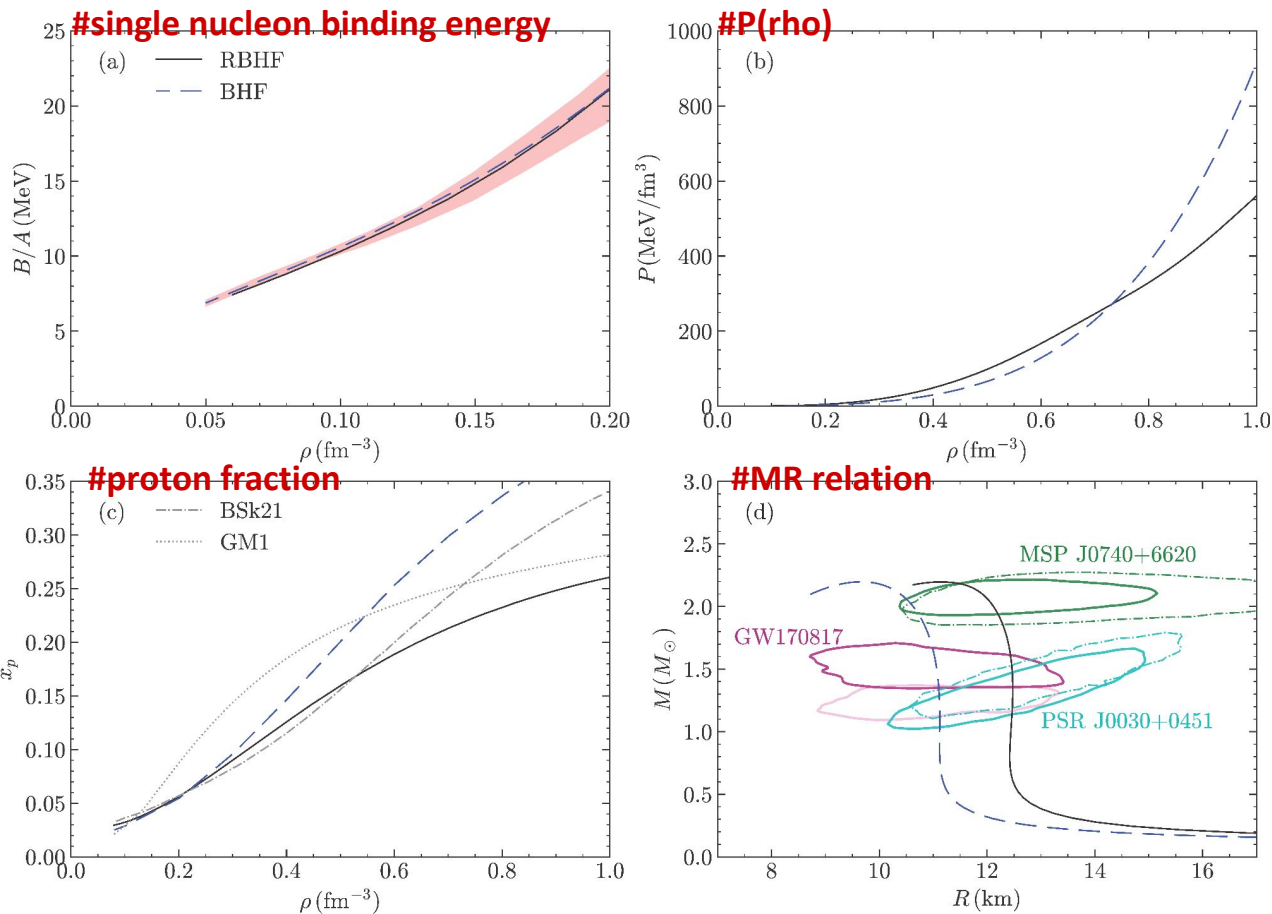 #single nucleon binding energy
25
20
15
10
5
0
B/A (MeV)
(a)
RBHF
BHF
0.0
0.05
0.10
0.15
0.20
ρ (fm⁻³)
#P(rho)
1000
800
600
400
200
0
P(MeV/fm³)
(b)
0.0
0.2
0.4
0.6
0.8
1.0
ρ (fm⁻³)
#proton fraction
0.35
0.30
0.25
0.20
0.15
0.10
0.05
0.00
xₚ
(c)
BSk21
GM1
0.0
0.2
0.4
0.6
0.8
1.0
ρ (fm⁻³)
#MR relation
3.0
2.5
2.0
1.5
1.0
0.5
0.0
M (M⊙)
(d)
MSP J0740+6620
GW170817
PSR J0030+0451
8
10
12
14
16
R (km)